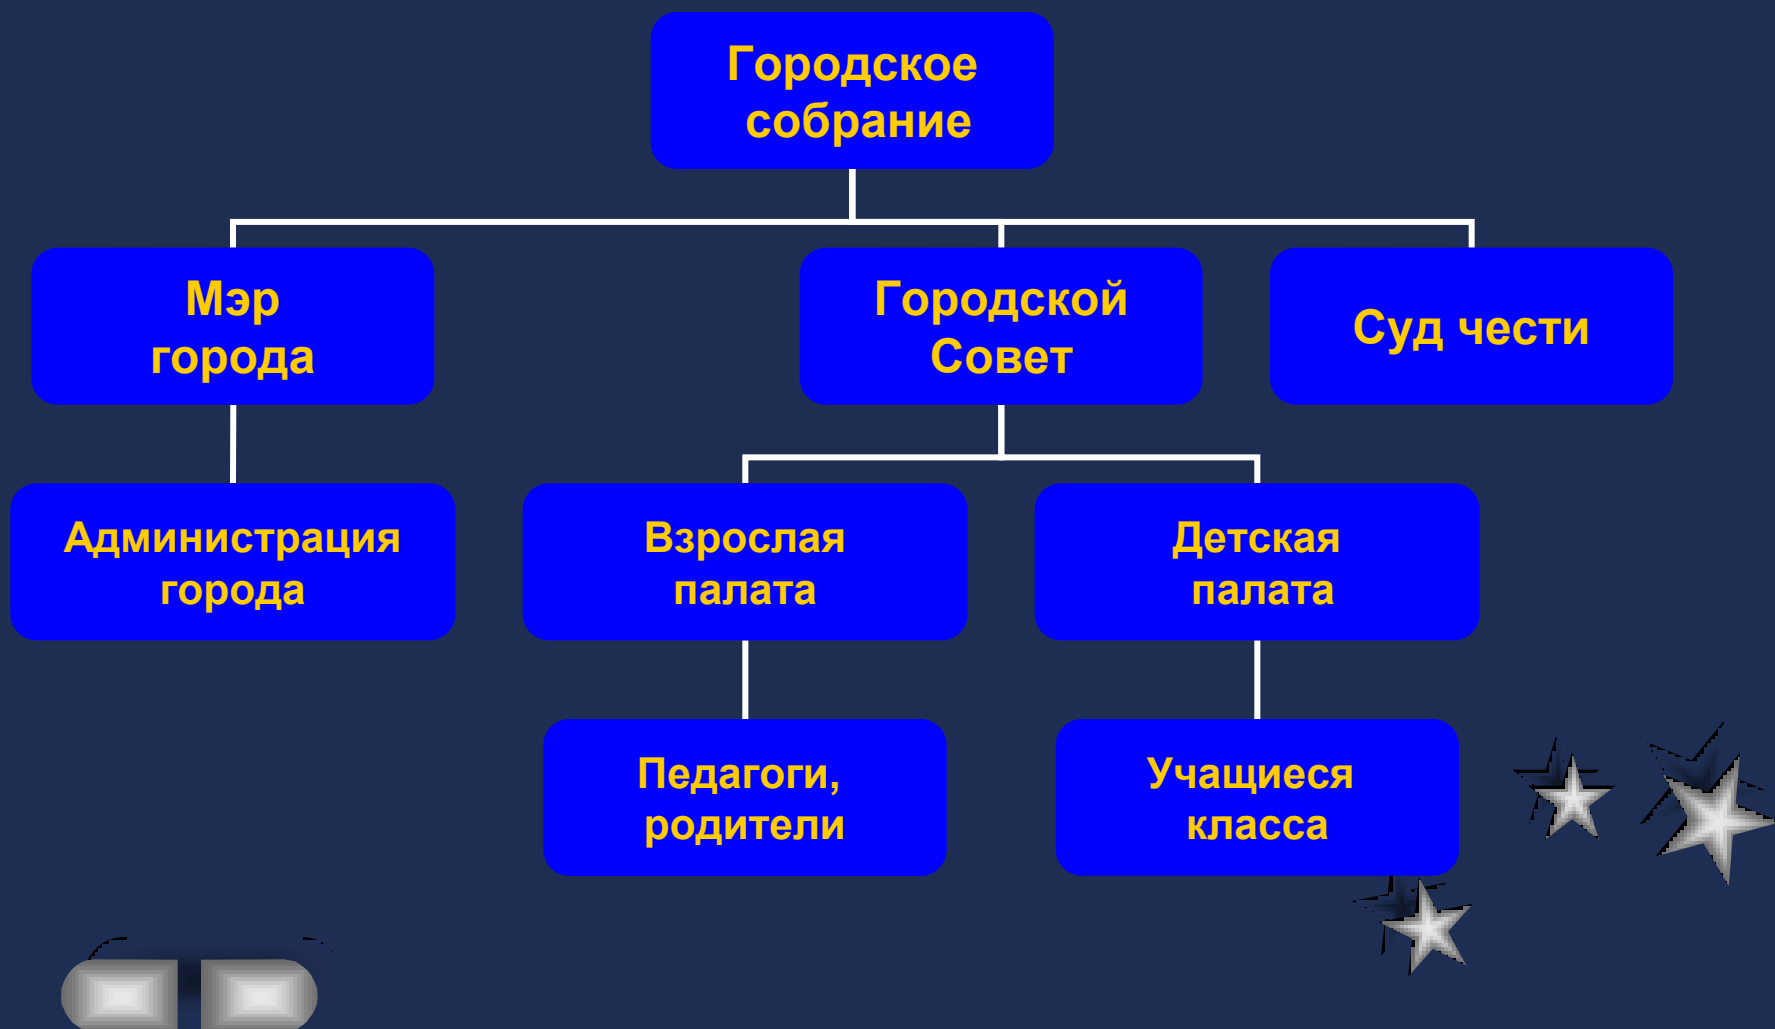 Городское
собрание
Мэр
города
Городской
Совет
Суд чести
Администрация
города
Взрослая
палата
Детская
палата
Педагоги,
родители
Учащиеся
класса